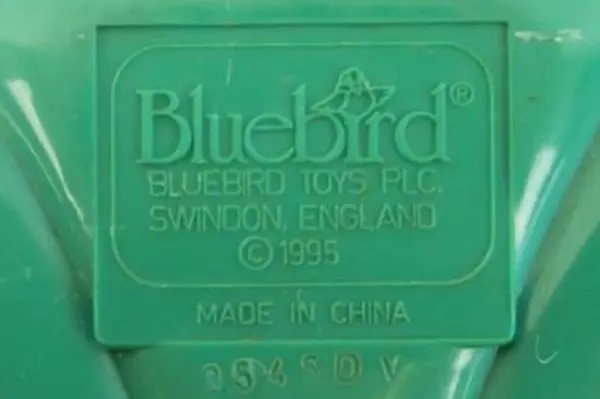 Bluebird®
BLUEBIRD TOYS PLC.
SWINDON, ENGLAND
© 1995
MADE IN CHINA